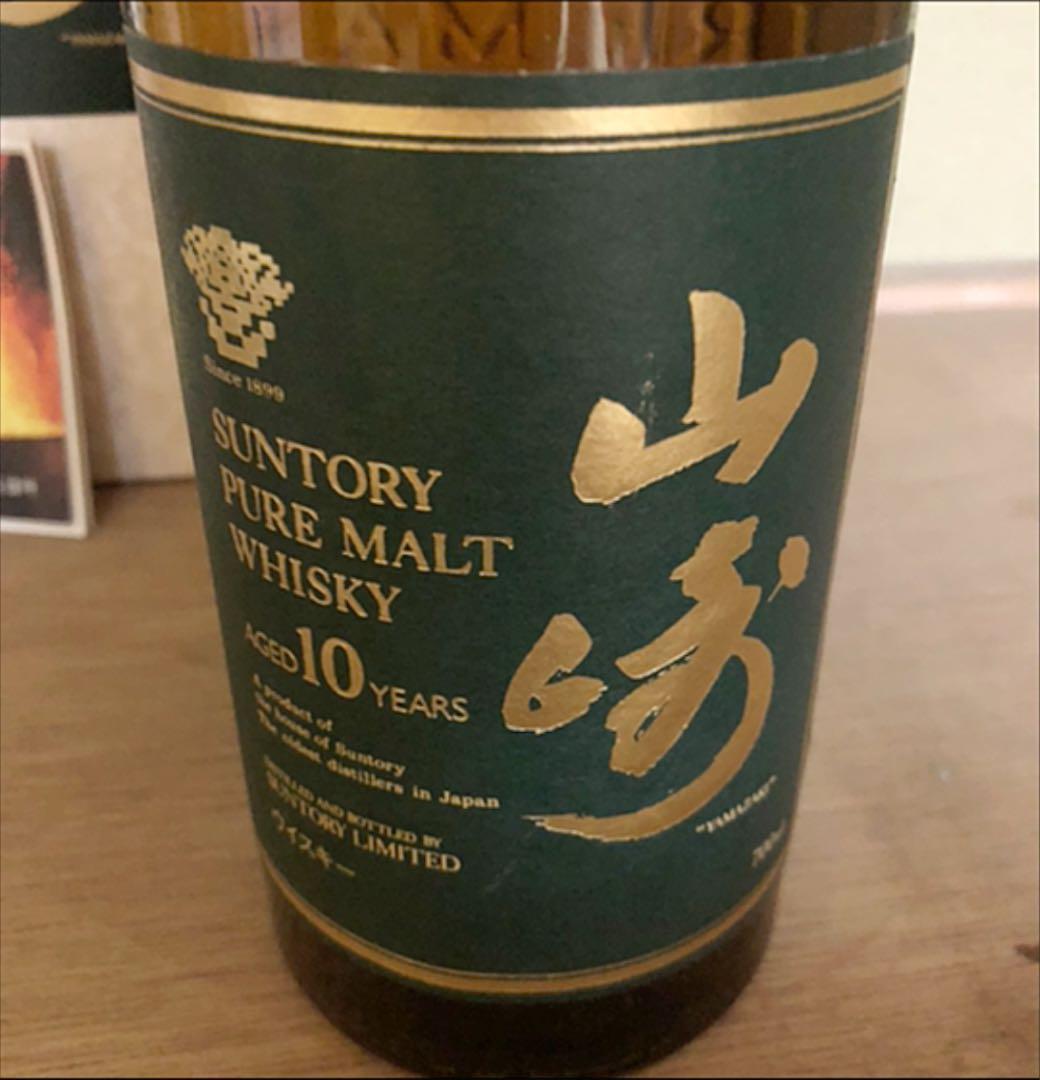 Since 1899
SUNTORY
PURE MALT
WHISKY
AGED 10 YEARS
A product of
the house of Suntory
The oldest distillers in Japan
DISTILLED AND BOTTLED BY
SUNTORY LIMITED
ウイスキー
山崎
"YAMAZAKI"